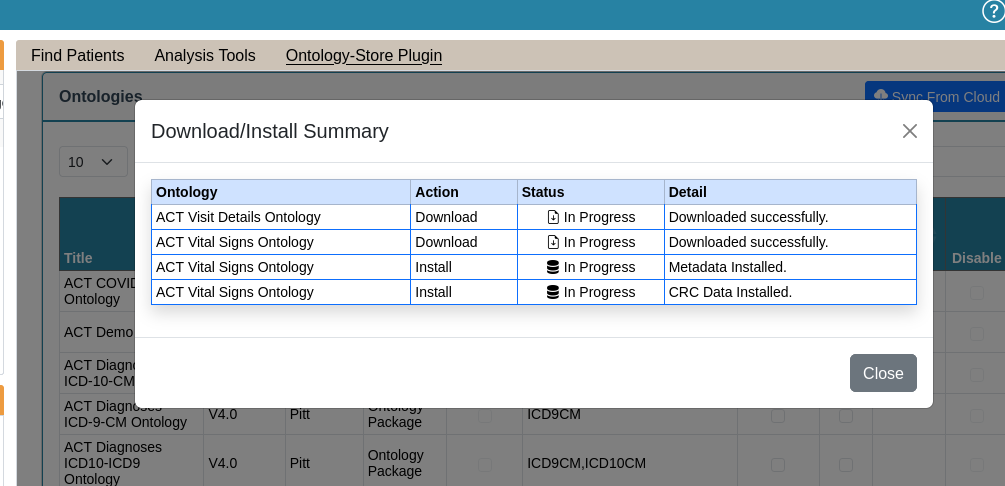 ?
Find Patients Analysis Tools Ontology-Store Plugin
Ontologies Sync From Cloud
Download/Install Summary
10
Ontology Action Status Detail
ACT Visit Details Ontology Download In Progress Downloaded successfully.
ACT Vital Signs Ontology Download In Progress Downloaded successfully.
ACT Vital Signs Ontology Install In Progress Metadata Installed.
ACT Vital Signs Ontology Install In Progress CRC Data Installed.
Title Disable
ACT COVID
Ontology
ACT Demo
ACT Diagno
ICD-10-CM
Close
ACT Diagnoses
ICD-9-CM Ontology V4.0 Pitt Ontology
Package ICD9CM
ACT Diagnoses
ICD10-ICD9
Ontology V4.0 Pitt Ontology
Package ICD9CM,ICD10CM